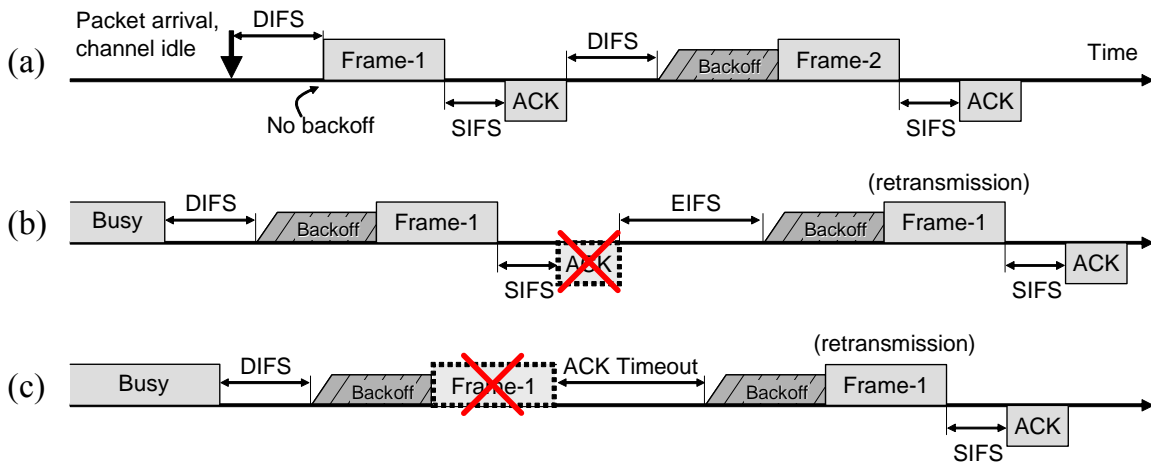 Packet arrival,
channel idle
DIFS
DIFS
Time
(a)
Frame-1
Backoff
Frame-2
ACK
ACK
No backoff
SIFS
SIFS
(retransmission)
(b)
Busy
DIFS
Backoff
Frame-1
EIFS
Backoff
Frame-1
ACK
ACK
SIFS
SIFS
(retransmission)
(c)
Busy
DIFS
Backoff
Frame-1
ACK Timeout
Backoff
Frame-1
ACK
SIFS